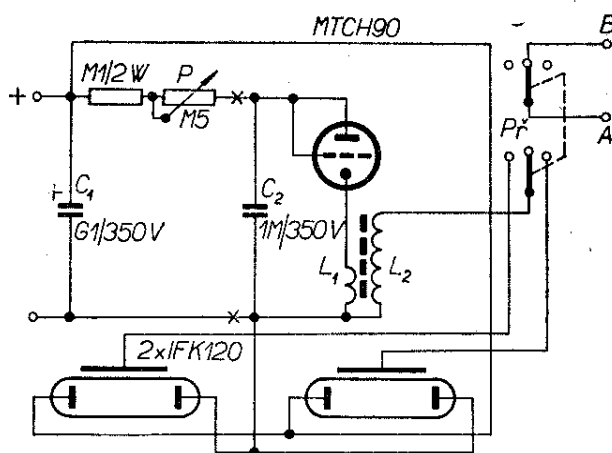 MTCH90
B
M1/2W P
+ M5 Př
A
+ C1 C2
G1/350V 1M/350V
L1 L2
2xIFK120